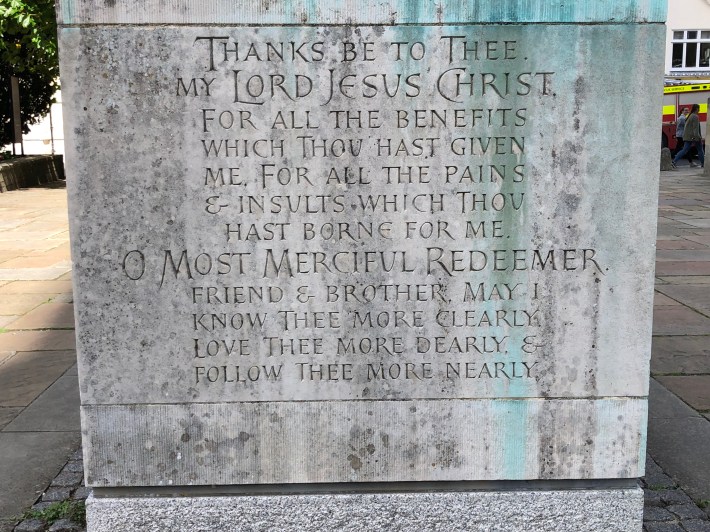 THANKS BE TO THEE.
MY LORD JESUS CHRIST,
FOR ALL THE BENEFITS
WHICH THOU HAST GIVEN
ME. FOR ALL THE PAINS
& INSULTS WHICH THOU
HAST BORNE FOR ME.
O MOST MERCIFUL REDEEMER.
FRIEND & BROTHER, MAY I
KNOW THEE MORE CLEARLY,
LOVE THEE MORE DEARLY, &
FOLLOW THEE MORE NEARLY.